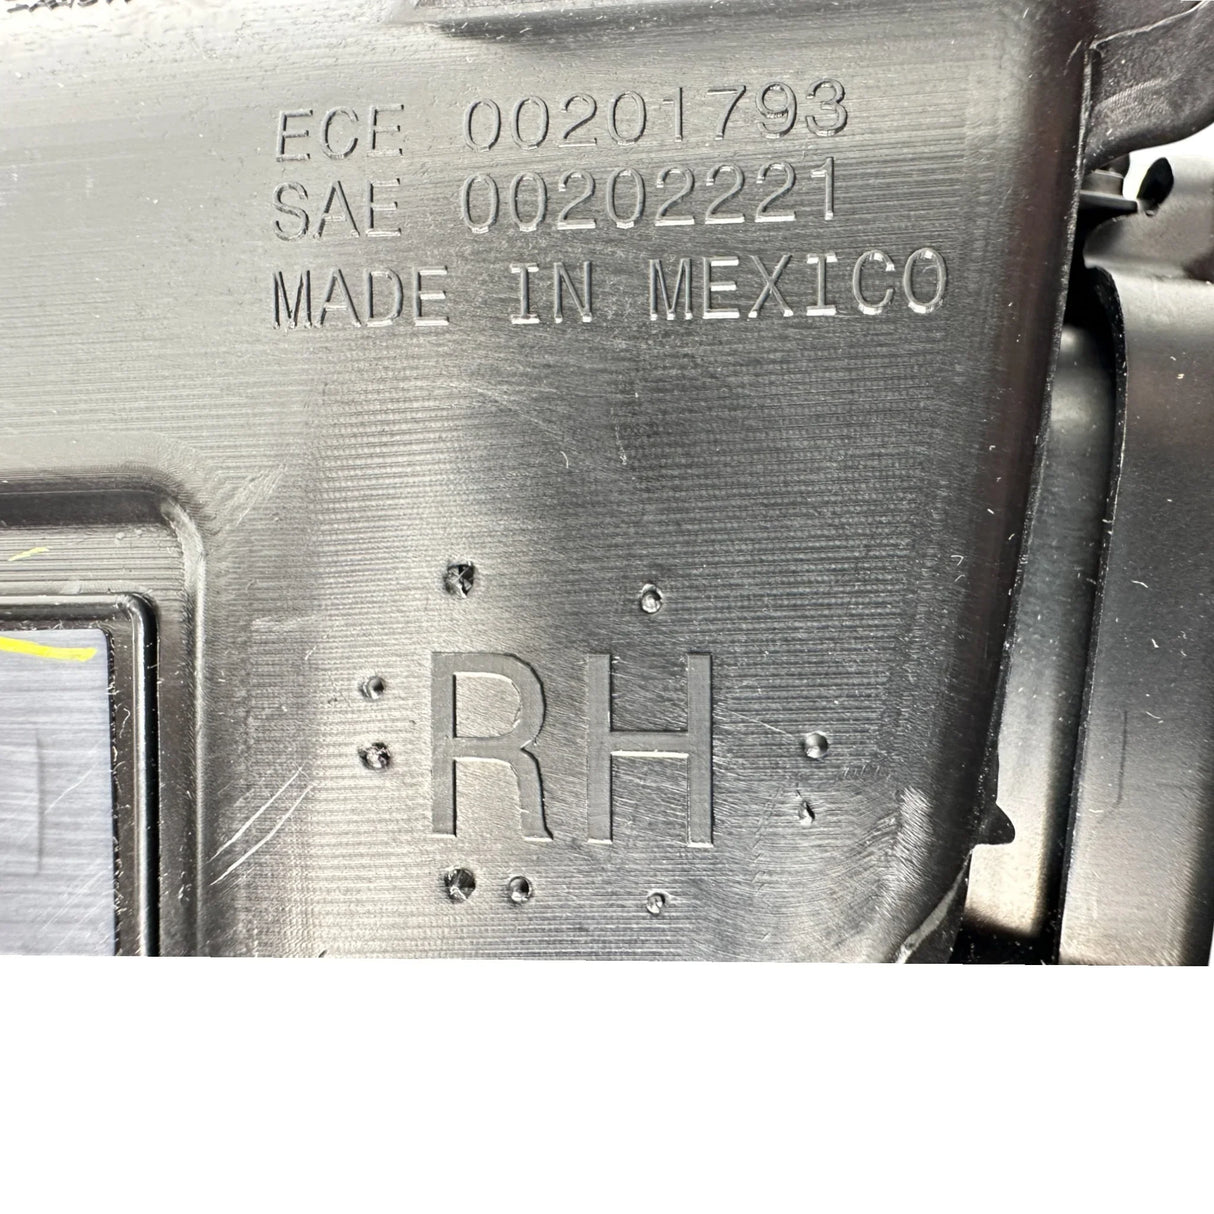 ECE 00201793
SAE 00202221
MADE IN MEXICO
RH